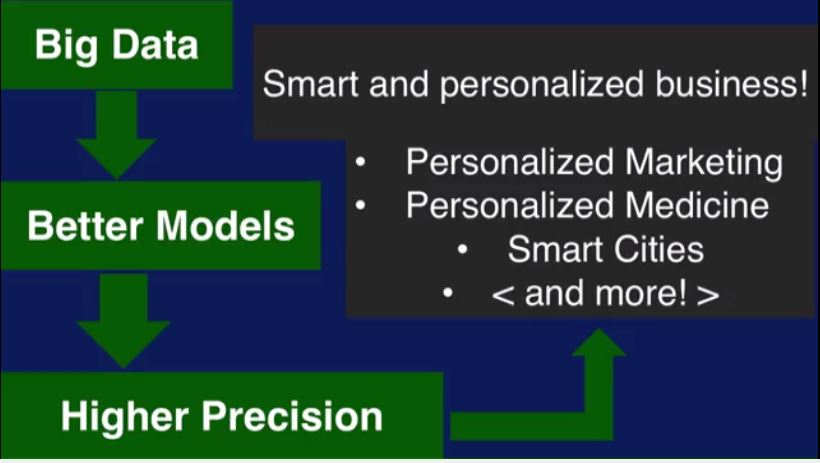 Big Data
Better Models
Higher Precision
Smart and personalized business!
• Personalized Marketing
• Personalized Medicine
• Smart Cities
• < and more! >